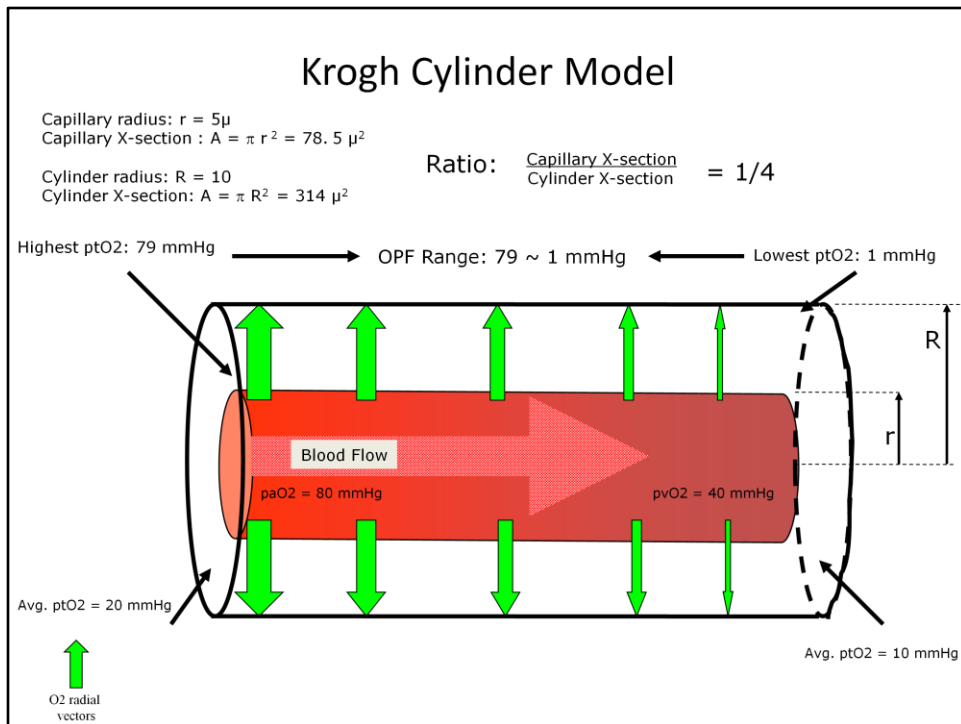 Krogh Cylinder Model
Capillary radius: r = 5µ
Capillary X-section : A = π r ² = 78. 5 µ²
Cylinder radius: R = 10
Cylinder X-section: A = π R² = 314 µ²
Ratio: Capillary X-section
Cylinder X-section
= 1/4
Highest ptO2: 79 mmHg
OPF Range: 79 ~ 1 mmHg
Lowest ptO2: 1 mmHg
R
r
Blood Flow
paO2 = 80 mmHg
pvO2 = 40 mmHg
Avg. ptO2 = 20 mmHg
Avg. ptO2 = 10 mmHg
O2 radial
vectors